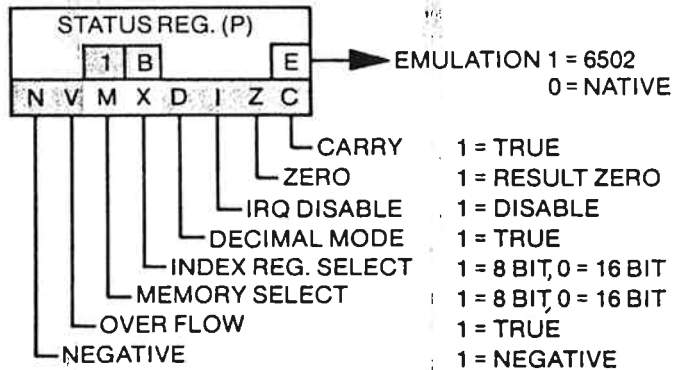 STATUS REG. (P)
1 B E EMULATION 1 = 6502
0 = NATIVE
N V M X D I Z C
CARRY 1 = TRUE
ZERO 1 = RESULT ZERO
IRQ DISABLE 1 = DISABLE
DECIMAL MODE 1 = TRUE
INDEX REG. SELECT 1 = 8 BIT, 0 = 16 BIT
MEMORY SELECT 1 = 8 BIT, 0 = 16 BIT
OVER FLOW 1 = TRUE
NEGATIVE 1 = NEGATIVE